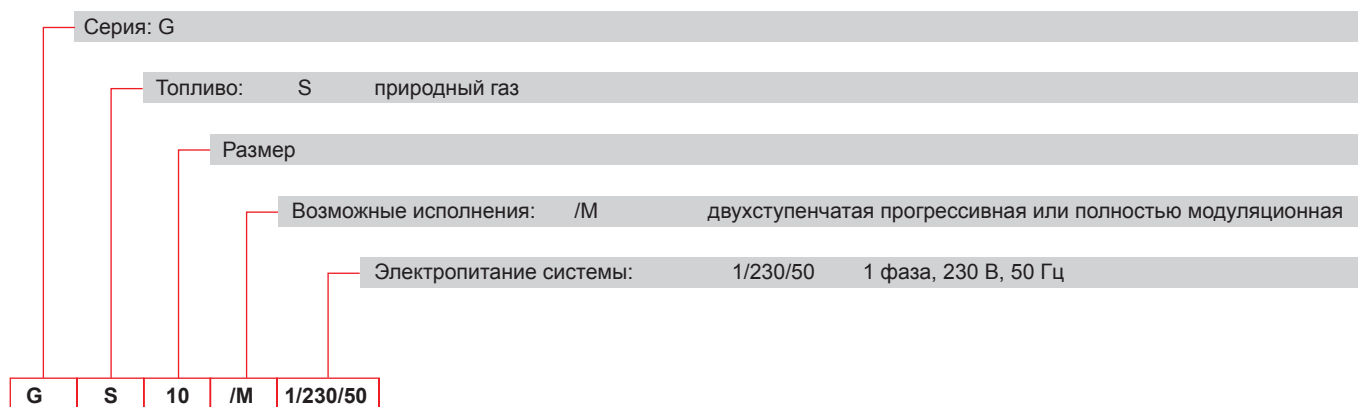 Серия: G
Топливо: S природный газ
Размер
Возможные исполнения: /M двухступенчатая прогрессивная или полностью модуляционная
Электропитание системы: 1/230/50 1 фаза, 230 В, 50 Гц
G S 10 /M 1/230/50